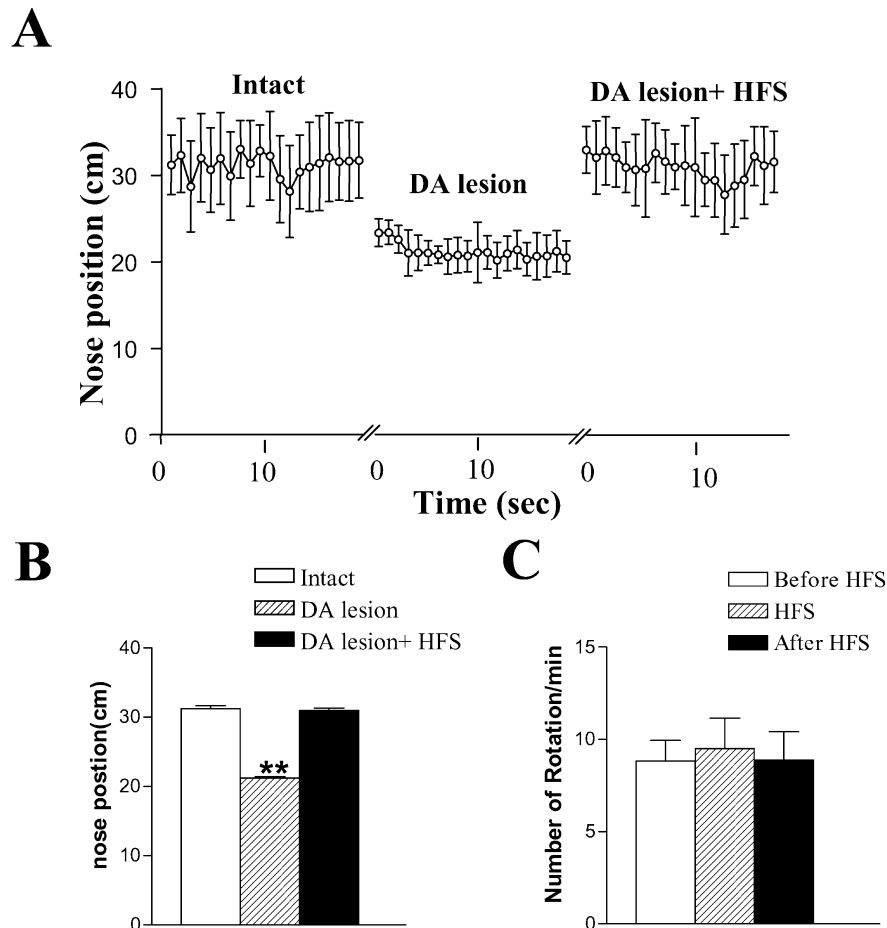 A
Intact
DA lesion
DA lesion+ HFS
Nose position (cm)
40
30
20
10
0
0
10
0
10
0
10
Time (sec)
B
Intact
DA lesion
DA lesion+ HFS
nose postion(cm)
40
30
20
10
0
**
C
Before HFS
HFS
After HFS
Number of Rotation/min
15
10
5
0